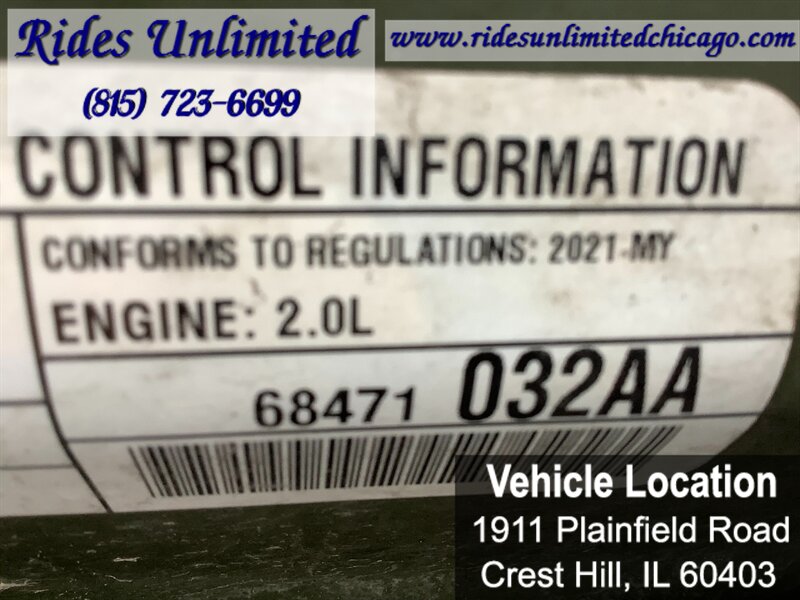 Rides Unlimited
www.ridesunlimitedchicago.com
(815) 723-6699
CONTROL INFORMATION
CONFORMS TO REGULATIONS: 2021-MY
ENGINE: 2.0L
68471 032AA
Vehicle Location
1911 Plainfield Road
Crest Hill, IL 60403